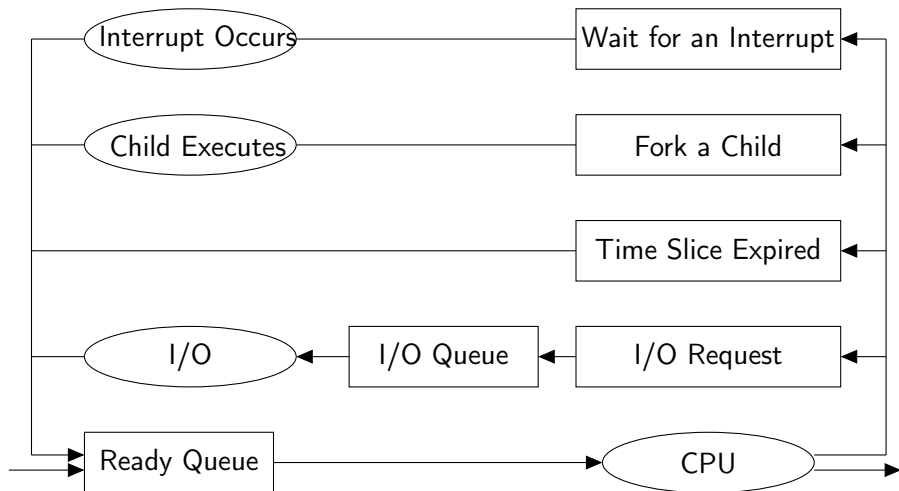 Interrupt Occurs
Wait for an Interrupt
Child Executes
Fork a Child
Time Slice Expired
I/O
I/O Queue
I/O Request
Ready Queue
CPU